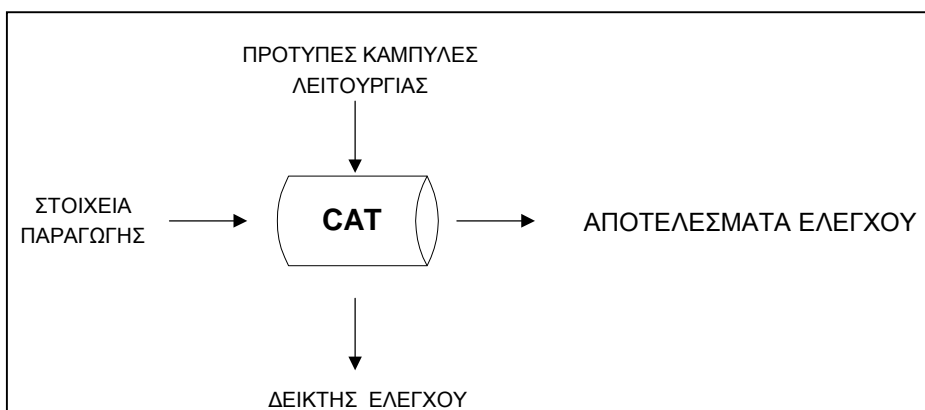 ΠΡΟΤΥΠΕΣ ΚΑΜΠΥΛΕΣ
ΛΕΙΤΟΥΡΓΙΑΣ
ΣΤΟΙΧΕΙΑ
ΠΑΡΑΓΩΓΗΣ
CAT
ΑΠΟΤΕΛΕΣΜΑΤΑ ΕΛΕΓΧΟΥ
ΔΕΙΚΤΗΣ ΕΛΕΓΧΟΥ